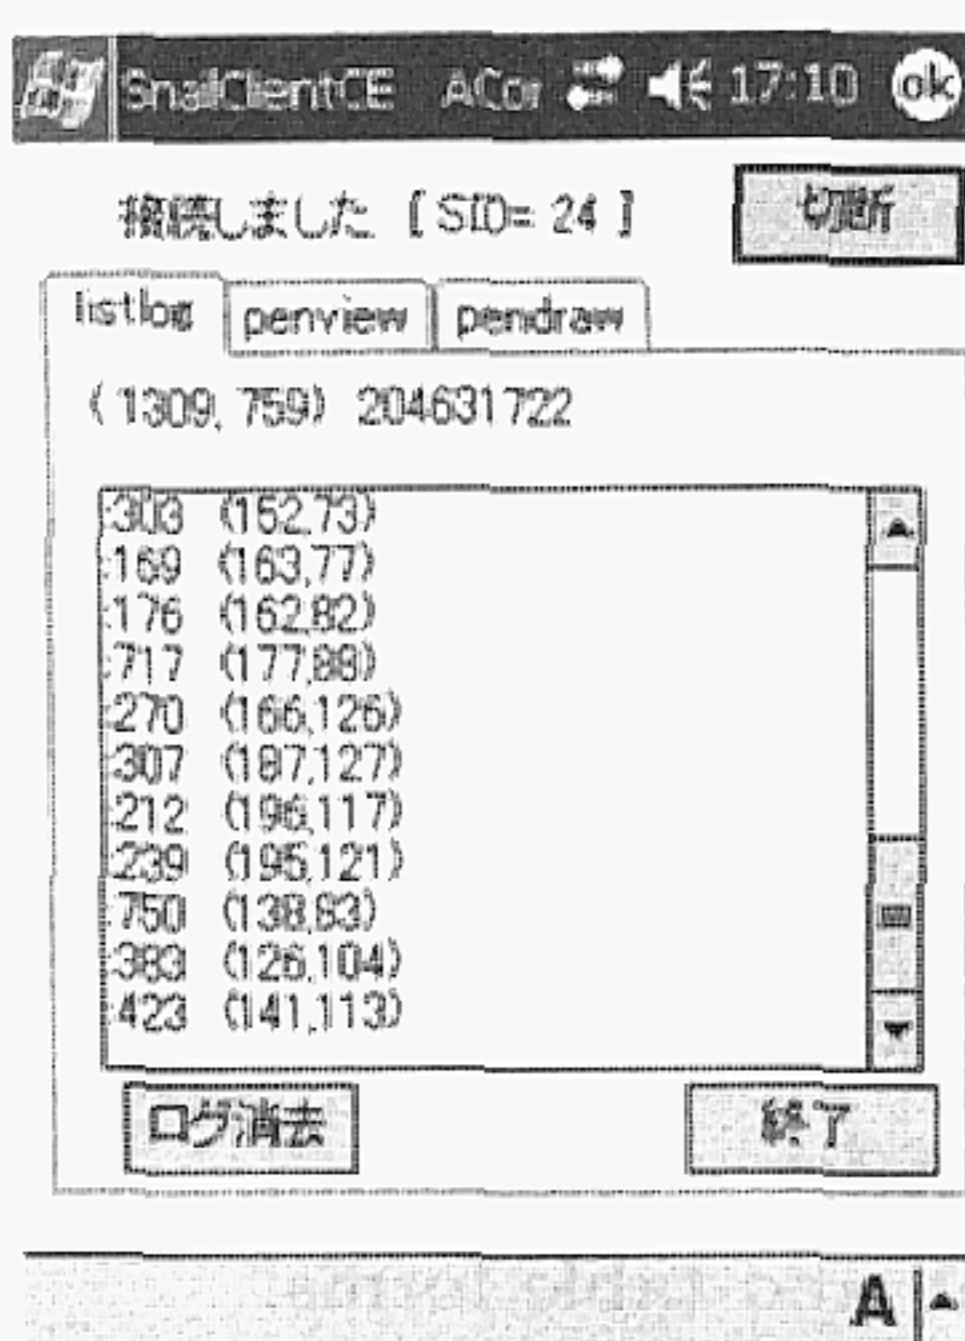 SnailClientCE ACor 17:10 ok
接続しました [ SID= 24 ] 切断
listlog penview pendraw
( 1309, 759) 204631722
:303 (152,73)
:169 (163,77)
:176 (162,82)
:717 (177,88)
:270 (166,126)
:307 (187,127)
:212 (196,117)
:239 (195,121)
:750 (138,83)
:383 (126,104)
:423 (141,113)
ログ消去 終了
A